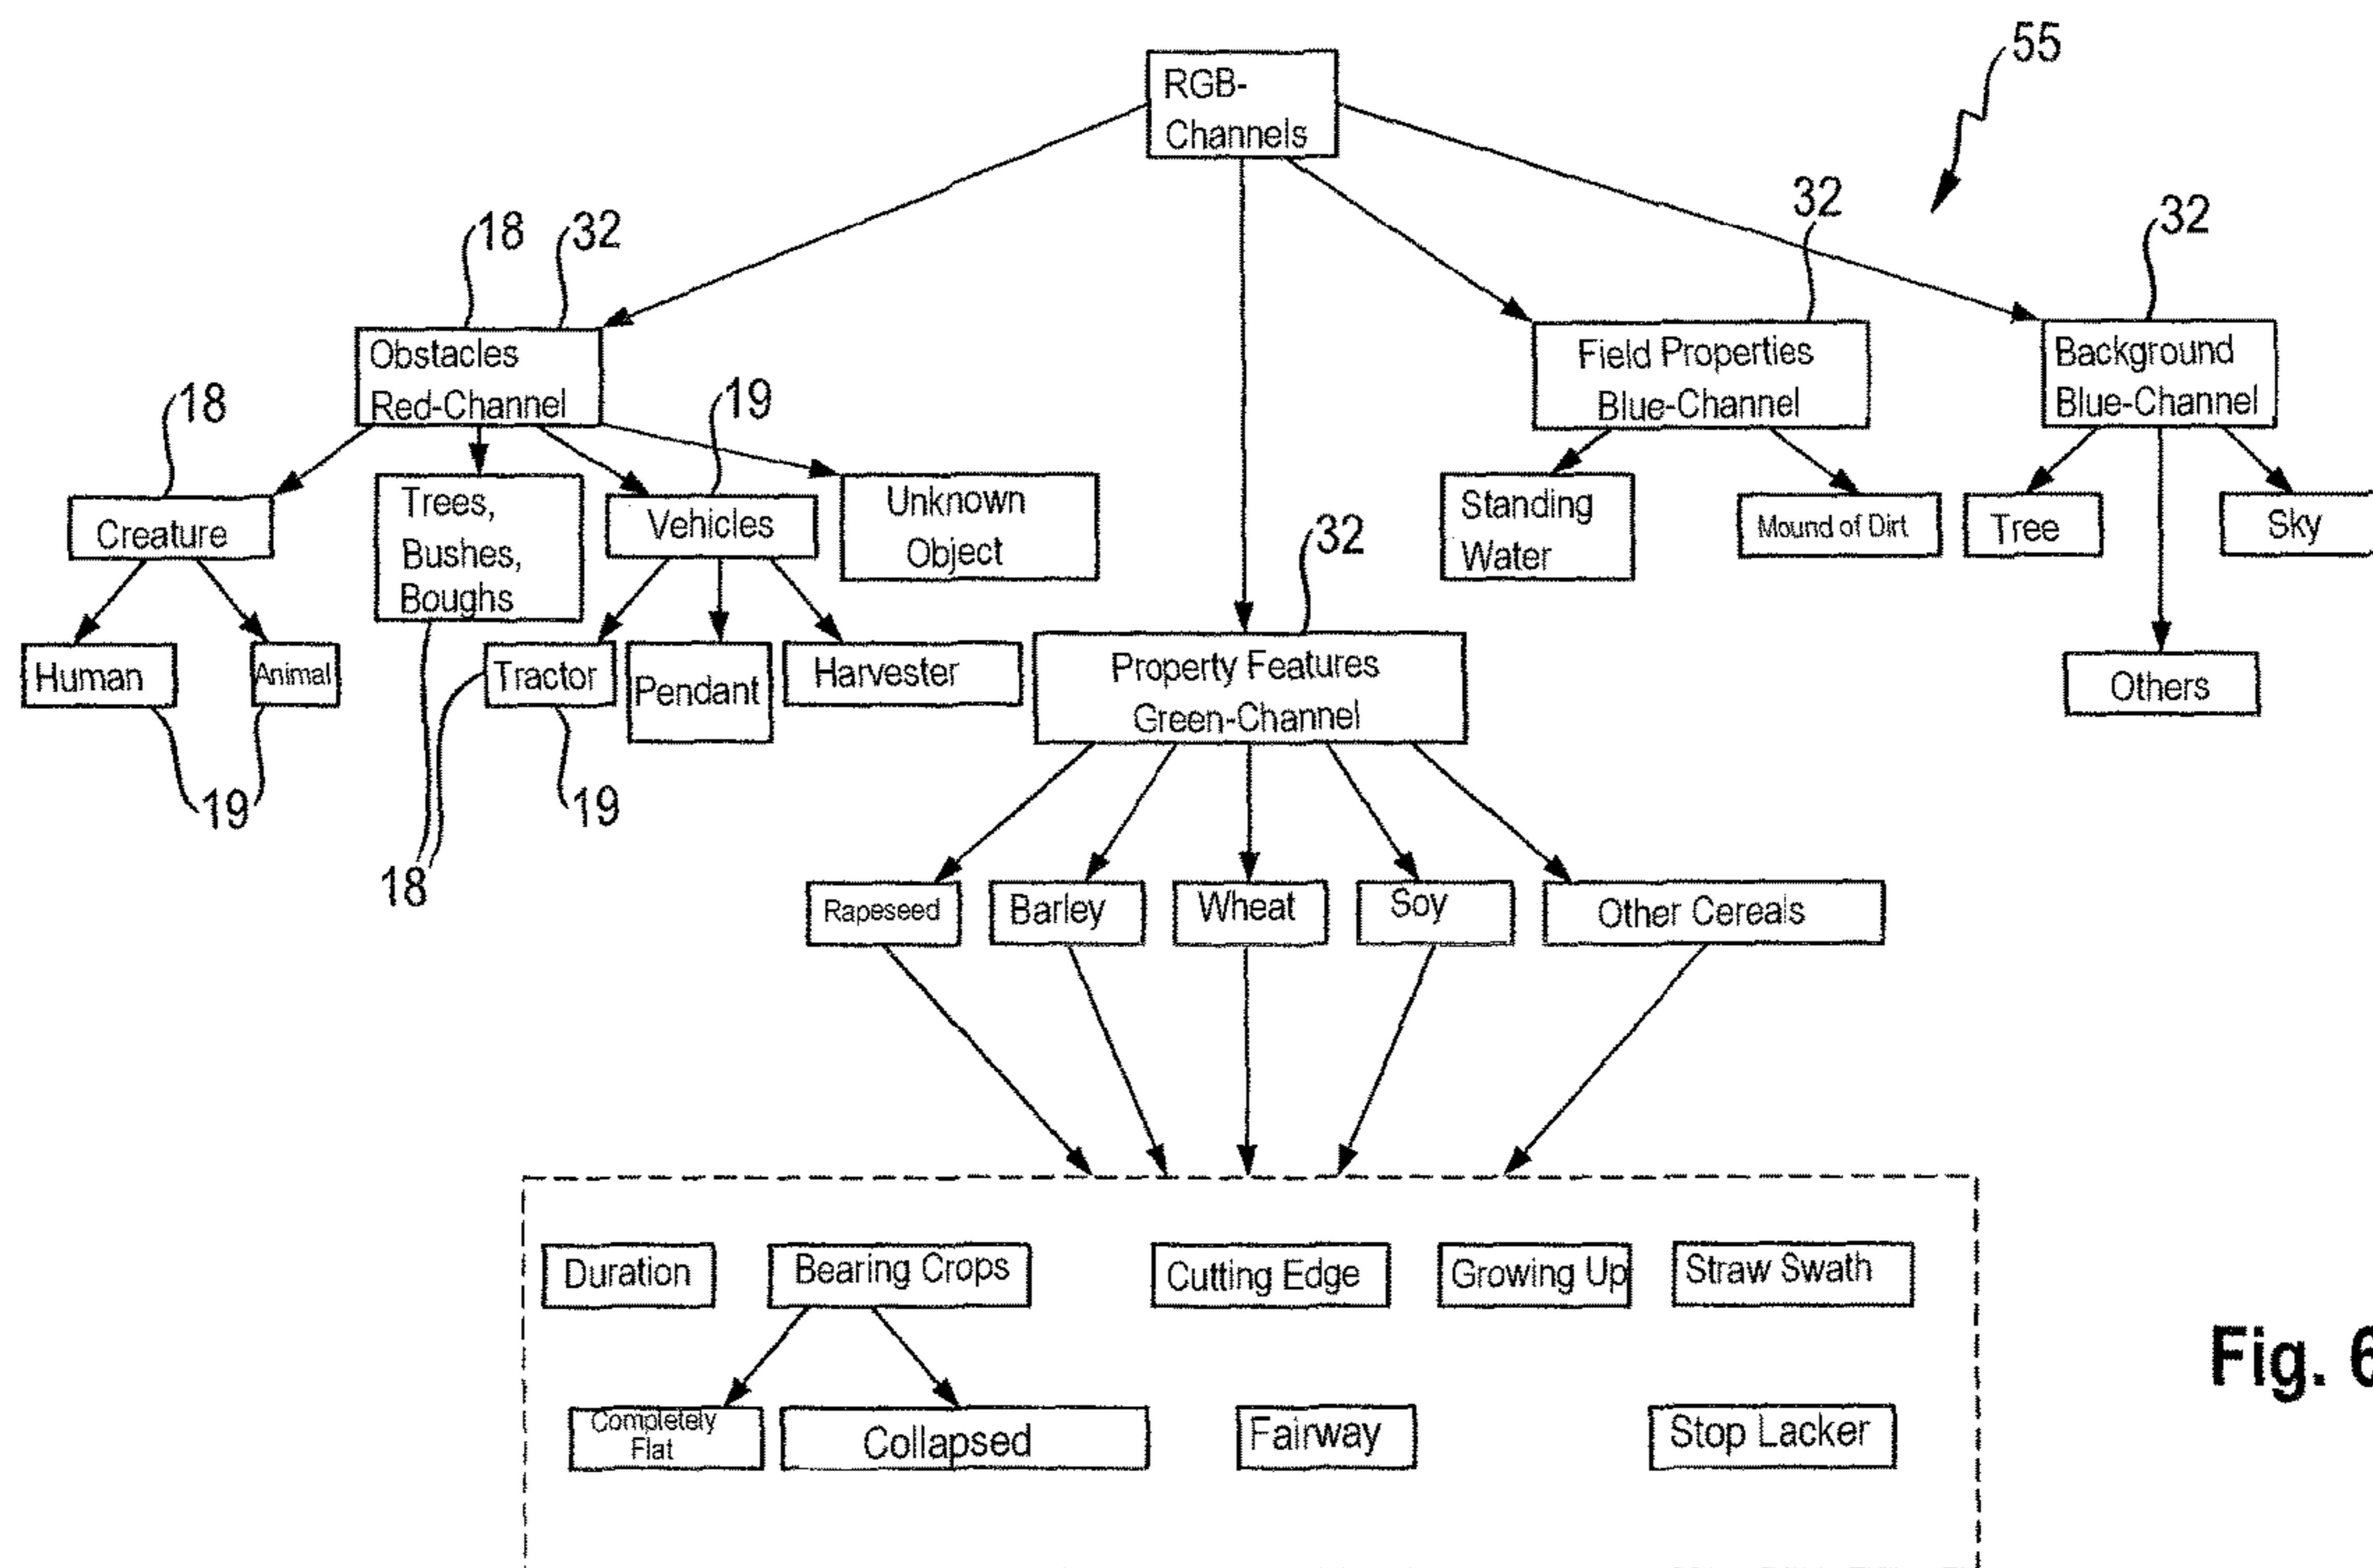 55
RGB-
Channels
18
32
32
32
Obstacles
Red-Channel
Field Properties
Blue-Channel
Background
Blue-Channel
18
19
Creature
Trees,
Bushes,
Boughs
Vehicles
Unknown
Object
Standing
Water
Mound of Dirt
Tree
Sky
32
Human
Animal
Tractor
Pendant
Harvester
Property Features
Green-Channel
Others
19
19
18
Rapeseed
Barley
Wheat
Soy
Other Cereals
Duration
Bearing Crops
Cutting Edge
Growing Up
Straw Swath
Fig. 6
Completely
Flat
Collapsed
Fairway
Stop Lacker